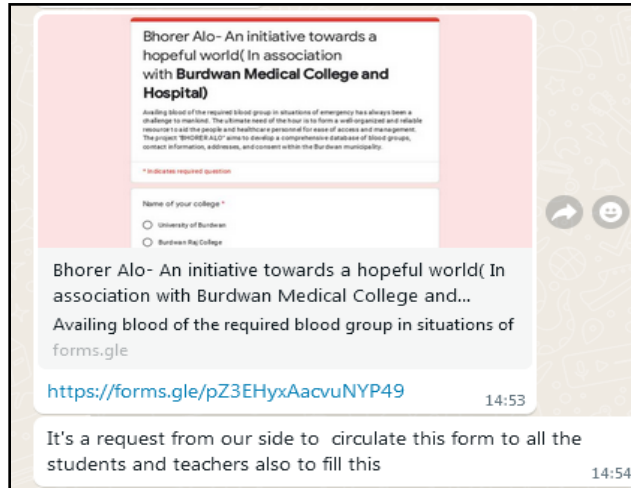 Bhorer Alo- An initiative towards a
hopeful world( In association
with Burdwan Medical College and
Hospital)
Availing blood of the required blood group in situations of emergency has always been a
challenge to mankind. The ultimate need of the hour is to form a well-organized and reliable
resource to aid the people and healthcare personnel for ease of access and management.
The project "BHORER ALO" aims to develop a comprehensive database of blood groups,
contact information, addresses, and consent within the Burdwan municipality.
* Indicates required question
Name of your college *
University of Burdwan
Burdwan Raj College
Bhorer Alo- An initiative towards a hopeful world( In
association with Burdwan Medical College and...
Availing blood of the required blood group in situations of
forms.gle
https://forms.gle/pZ3EHyxAacvuNYP49
14:53
It's a request from our side to  circulate this form to all the
students and teachers also to fill this
14:54